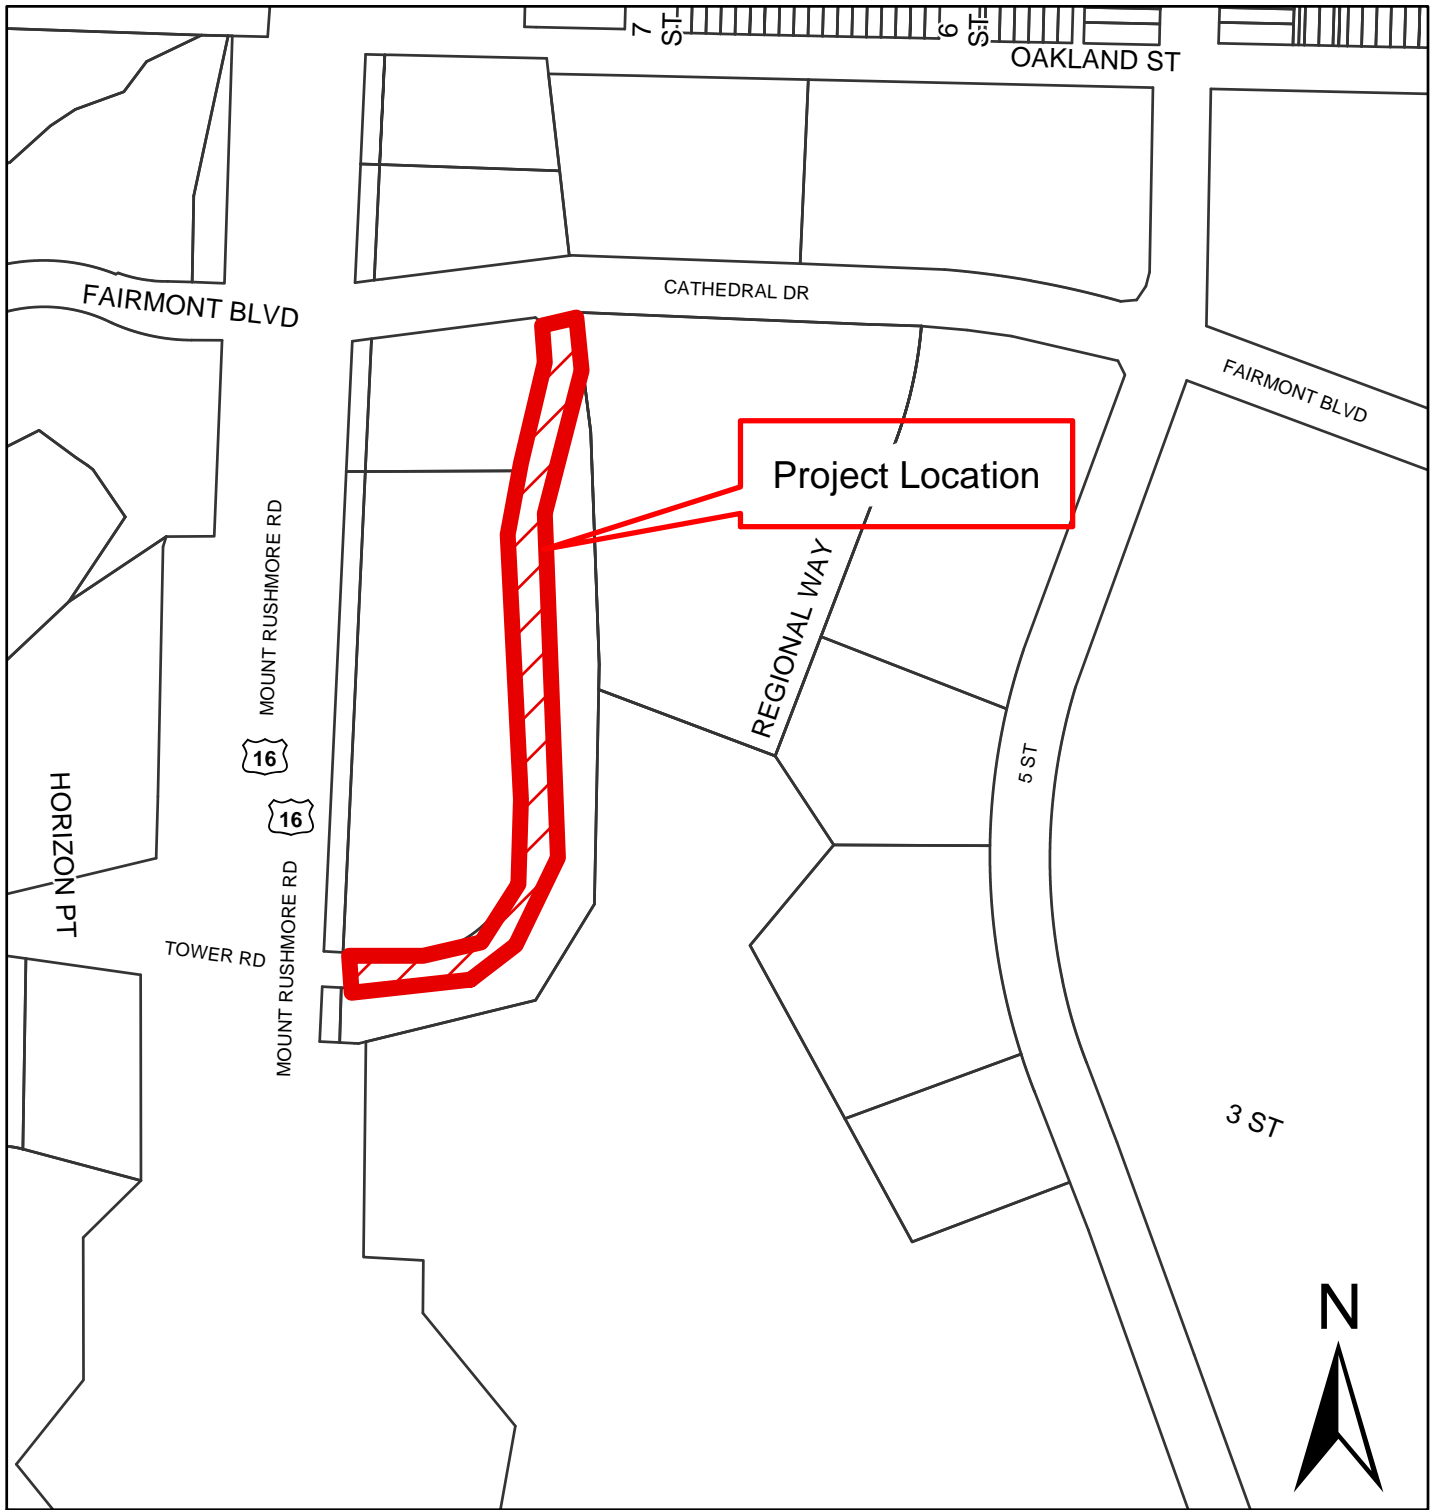 7 ST
6 ST
OAKLAND ST
CATHEDRAL DR
FAIRMONT BLVD
FAIRMONT BLVD
Project Location
MOUNT RUSHMORE RD
REGIONAL WAY
16
5 ST
16
HORIZON PT
MOUNT RUSHMORE RD
TOWER RD
3 ST
N